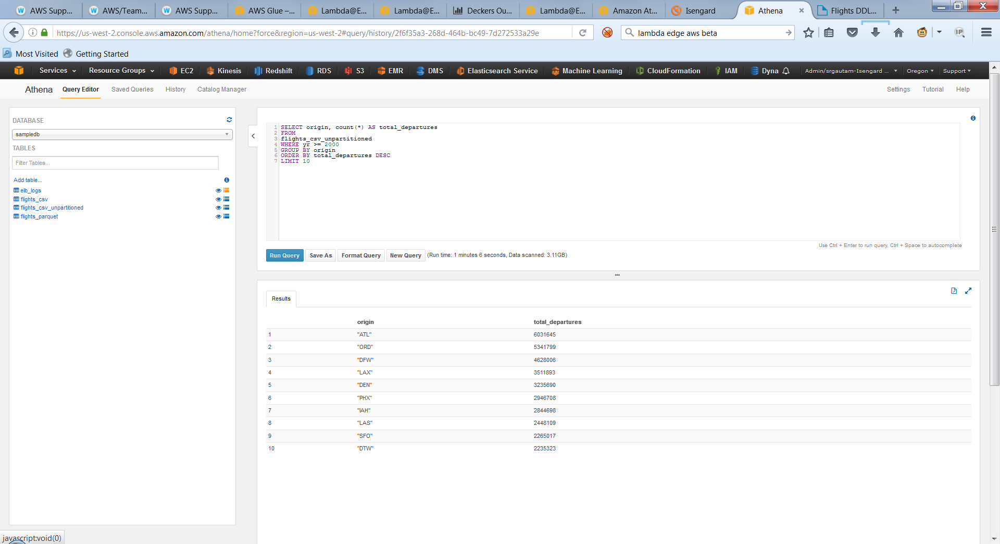 AWS Supp...
AWS/Team...
AWS Supp...
AWS Glue –...
Lambda@E...
Lambda@E...
Deckers Ou...
Lambda@E...
Amazon At...
Isengard
Athena
Flights DDL...
https://us-west-2.console.aws.amazon.com/athena/home?force&region=us-west-2#query/history/2f6f35a3-268d-464b-bc49-7d272533a29e
lambda edge aws beta
IP
Most Visited
Getting Started
Services
Resource Groups
EC2
Kinesis
Redshift
RDS
S3
EMR
DMS
Elasticsearch Service
Machine Learning
CloudFormation
IAM
Dyna
Admin/srgautam-Isengard ...
Oregon
Support
Athena
Query Editor
Saved Queries
History
Catalog Manager
Settings
Tutorial
Help
DATABASE
sampledb
TABLES
Filter Tables...
Add table...
elb_logs
flights_csv
flights_csv_unpartitioned
flights_parquet
1 SELECT origin, count(*) AS total_departures
2 FROM
3 flights_csv_unpartitioned
4 WHERE yr >= 2000
5 GROUP BY origin
6 ORDER BY total_departures DESC
7 LIMIT 10
Use Ctrl + Enter to run query, Ctrl + Space to autocomplete
Run Query
Save As
Format Query
New Query
(Run time: 1 minutes 6 seconds, Data scanned: 3.11GB)
Results
origin total_departures
1 "ATL" 6031645
2 "ORD" 5341799
3 "DFW" 4628006
4 "LAX" 3511893
5 "DEN" 3235690
6 "PHX" 2946708
7 "IAH" 2844698
8 "LAS" 2448109
9 "SFO" 2265017
10 "DTW" 2235323
javascript:void(0)